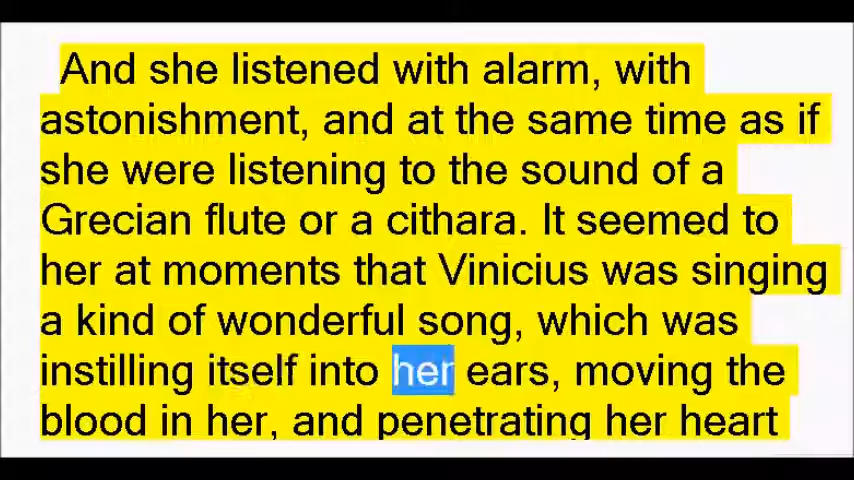 And she listened with alarm, with
astonishment, and at the same time as if
she were listening to the sound of a
Grecian flute or a cithara. It seemed to
her at moments that Vinicius was singing
a kind of wonderful song, which was
instilling itself into her ears, moving the
blood in her, and penetrating her heart